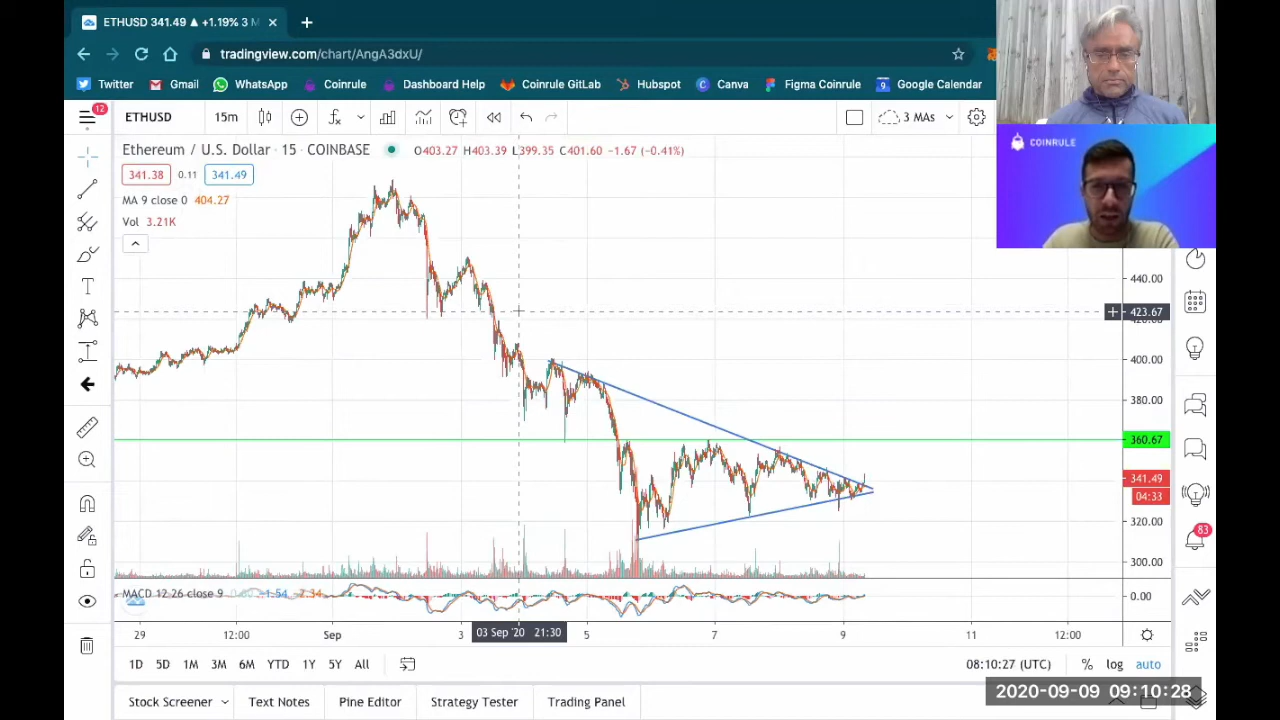 ETHUSD 341.49 ▲ +1.19% 3 M
tradingview.com/chart/AngA3dxU/
Twitter Gmail WhatsApp Coinrule Dashboard Help Coinrule GitLab Hubspot Canva Figma Coinrule Google Calendar
12
ETHUSD 15m 3 MAs
COINRULE
Ethereum / U.S. Dollar · 15 · COINBASE O403.27 H403.39 L399.35 C401.60 −1.67 (−0.41%)
341.38 0.11 341.49
MA 9 close 0 404.27
Vol 3.21K
440.00
423.67
400.00
380.00
360.67
341.49
04:33
320.00
300.00
83
MACD 12 26 close 9 −1.54 −2.34
0.00
29 12:00 Sep 3 03 Sep '20 21:30 5 7 9 11 12:00
1D 5D 1M 3M 6M YTD 1Y 5Y All 08:10:27 (UTC) % log auto
2020-09-09 09:10:28
Stock Screener Text Notes Pine Editor Strategy Tester Trading Panel